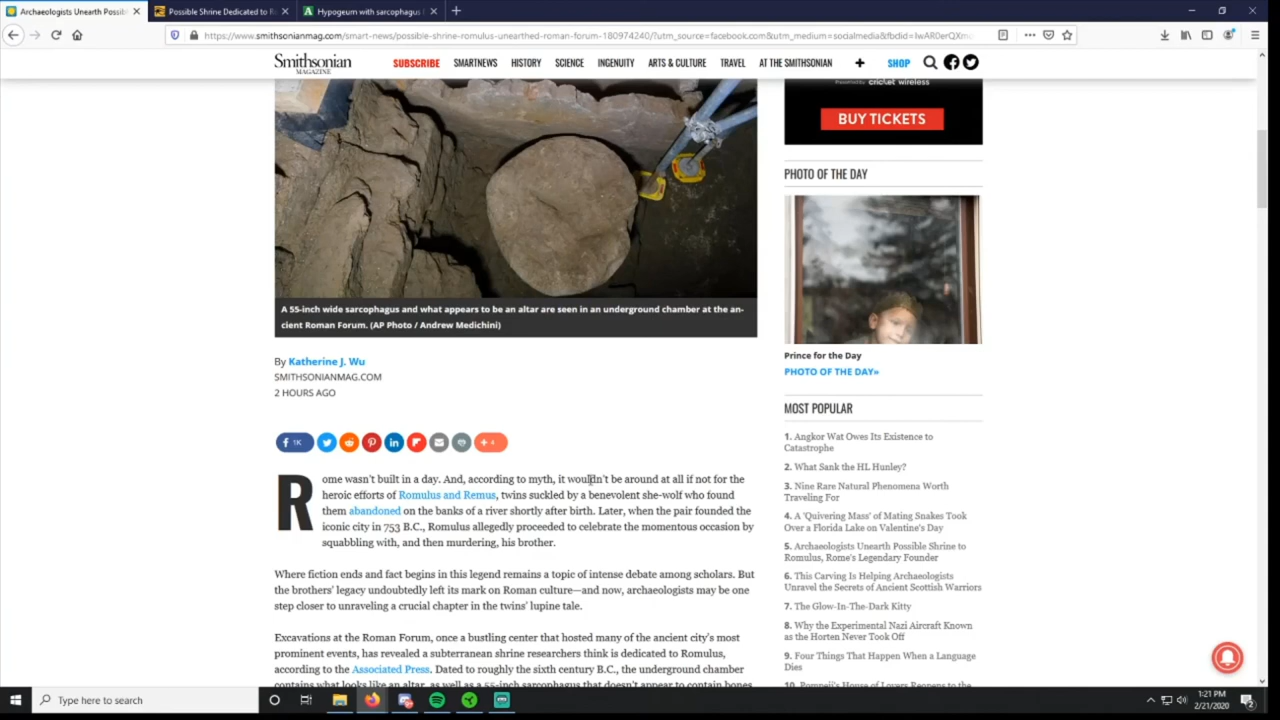 Archaeologists Unearth Possibl
Possible Shrine Dedicated to R
Hypogeum with sarcophagus
https://www.smithsonianmag.com/smart-news/possible-shrine-romulus-unearthed-roman-forum-180974240/?utm_source=facebook.com&utm_medium=socialmedia&fbclid=IwAR0erQXm
Smithsonian
MAGAZINE
SUBSCRIBE SMARTNEWS HISTORY SCIENCE INGENUITY ARTS & CULTURE TRAVEL AT THE SMITHSONIAN SHOP
Powered by cricket wireless
BUY TICKETS
A 55-inch wide sarcophagus and what appears to be an altar are seen in an underground chamber at the an-
cient Roman Forum. (AP Photo / Andrew Medichini)
By Katherine J. Wu
SMITHSONIANMAG.COM
2 HOURS AGO
1K
4
Rome wasn't built in a day. And, according to myth, it wouldn't be around at all if not for the
heroic efforts of Romulus and Remus, twins suckled by a benevolent she-wolf who found
them abandoned on the banks of a river shortly after birth. Later, when the pair founded the
iconic city in 753 B.C., Romulus allegedly proceeded to celebrate the momentous occasion by
squabbling with, and then murdering, his brother.
Where fiction ends and fact begins in this legend remains a topic of intense debate among scholars. But
the brothers' legacy undoubtedly left its mark on Roman culture—and now, archaeologists may be one
step closer to unraveling a crucial chapter in the twins' lupine tale.
Excavations at the Roman Forum, once a bustling center that hosted many of the ancient city's most
prominent events, has revealed a subterranean shrine researchers think is dedicated to Romulus,
according to the Associated Press. Dated to roughly the sixth century B.C., the underground chamber
contains what looks like an altar, as well as a 55-inch sarcophagus that doesn't appear to contain bones
PHOTO OF THE DAY
Prince for the Day
PHOTO OF THE DAY»
MOST POPULAR
1. Angkor Wat Owes Its Existence to
Catastrophe
2. What Sank the HL Hunley?
3. Nine Rare Natural Phenomena Worth
Traveling For
4. A 'Quivering Mass' of Mating Snakes Took
Over a Florida Lake on Valentine's Day
5. Archaeologists Unearth Possible Shrine to
Romulus, Rome's Legendary Founder
6. This Carving Is Helping Archaeologists
Unravel the Secrets of Ancient Scottish Warriors
7. The Glow-In-The-Dark Kitty
8. Why the Experimental Nazi Aircraft Known
as the Horten Never Took Off
9. Four Things That Happen When a Language
Dies
10. Pompeii's House of Lovers Reopens to the
Type here to search
1:21 PM
2/21/2020
2